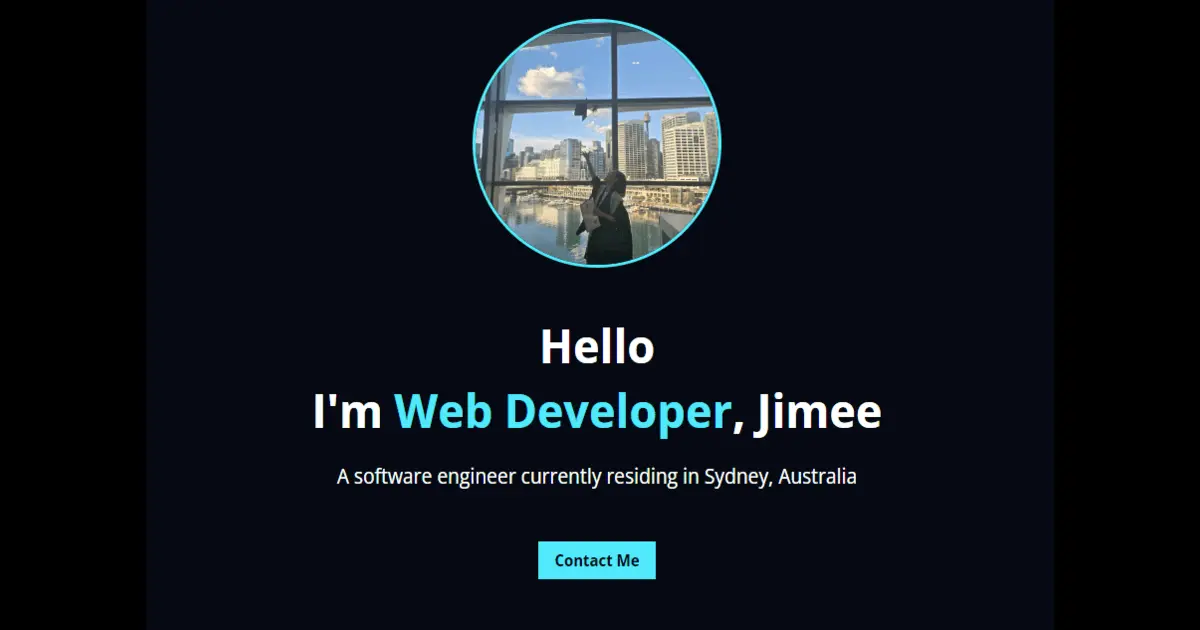 Hello
I'm Web Developer, Jimee
A software engineer currently residing in Sydney, Australia
Contact Me